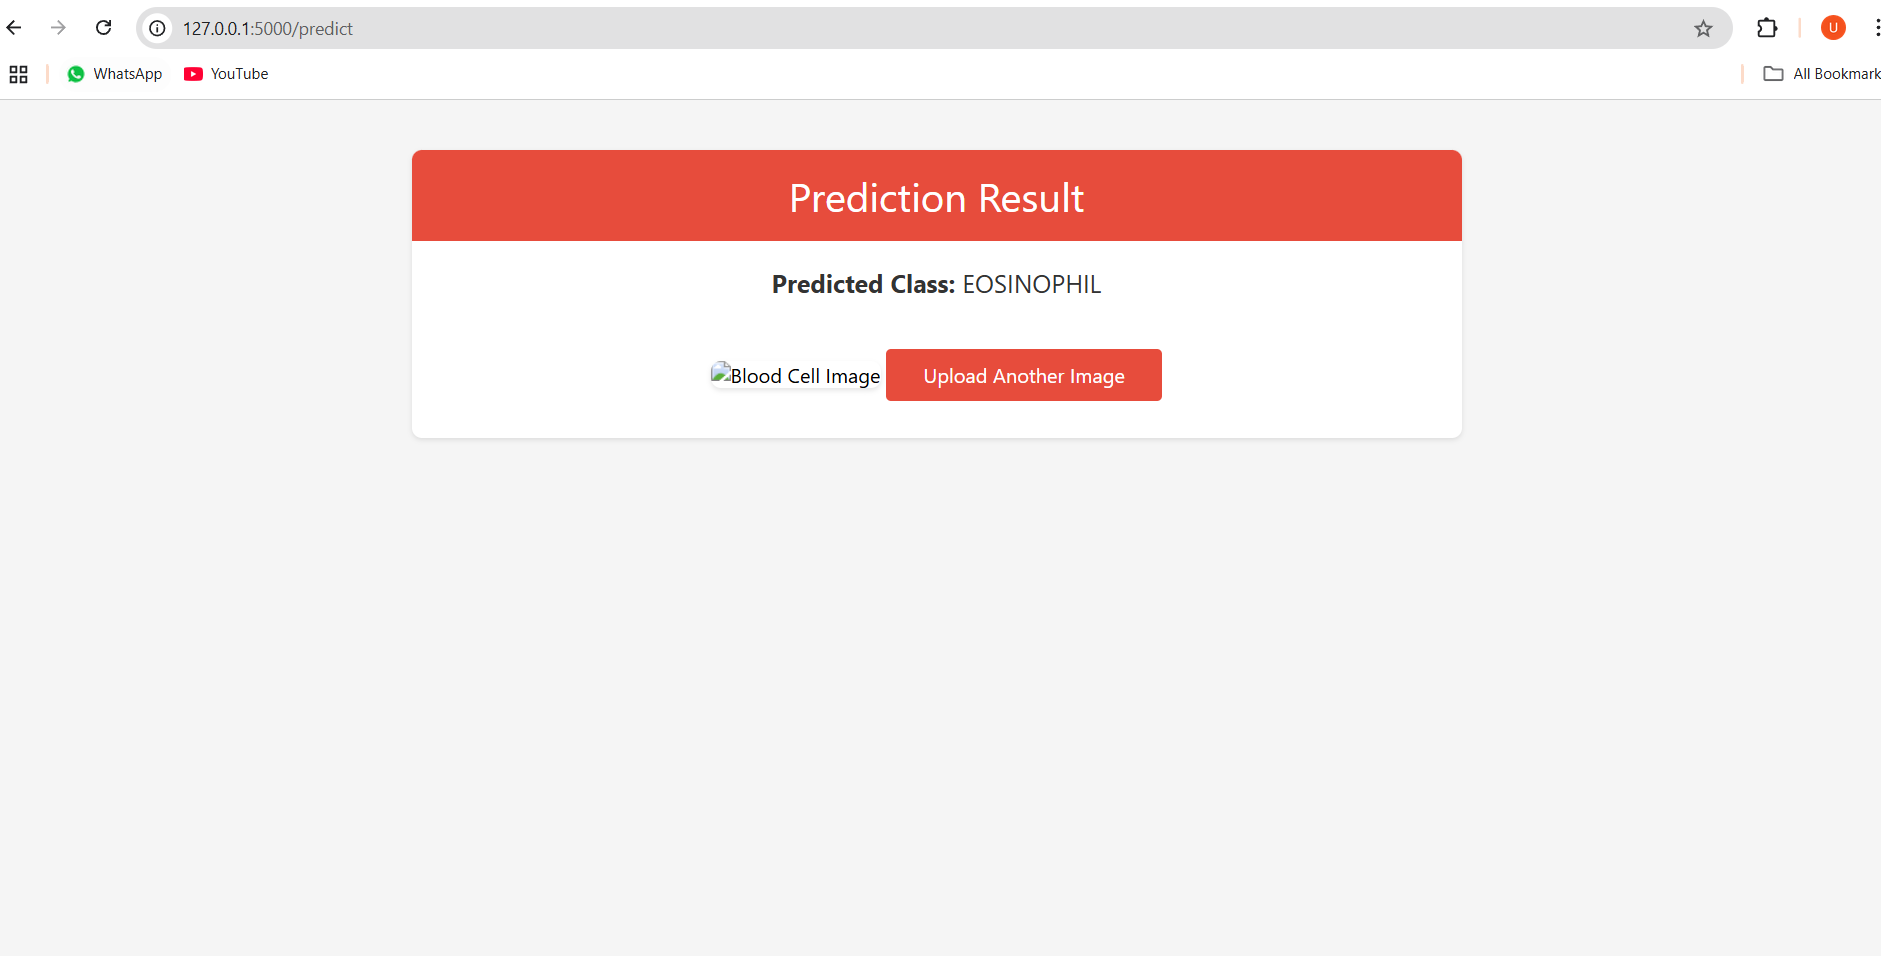 127.0.0.1:5000/predict
U
WhatsApp
YouTube
All Bookmark
Prediction Result
Predicted Class: EOSINOPHIL
Blood Cell Image
Upload Another Image